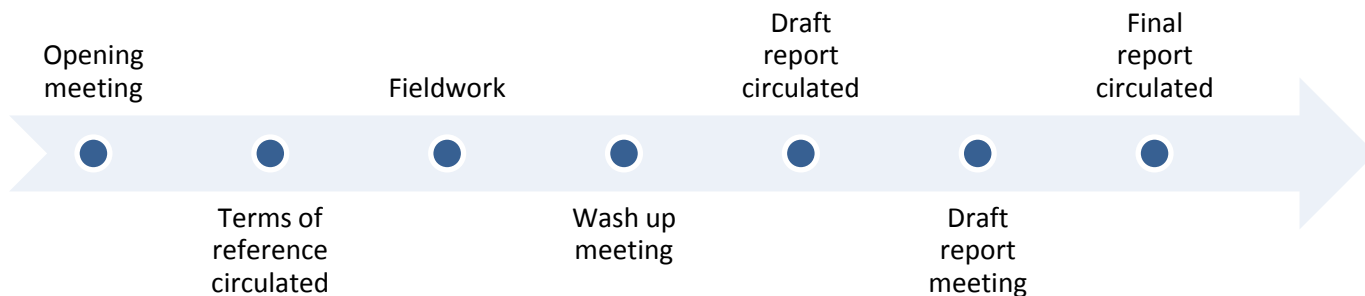 Opening
meeting
Terms of
reference
circulated
Fieldwork
Wash up
meeting
Draft
report
circulated
Draft
report
meeting
Final
report
circulated